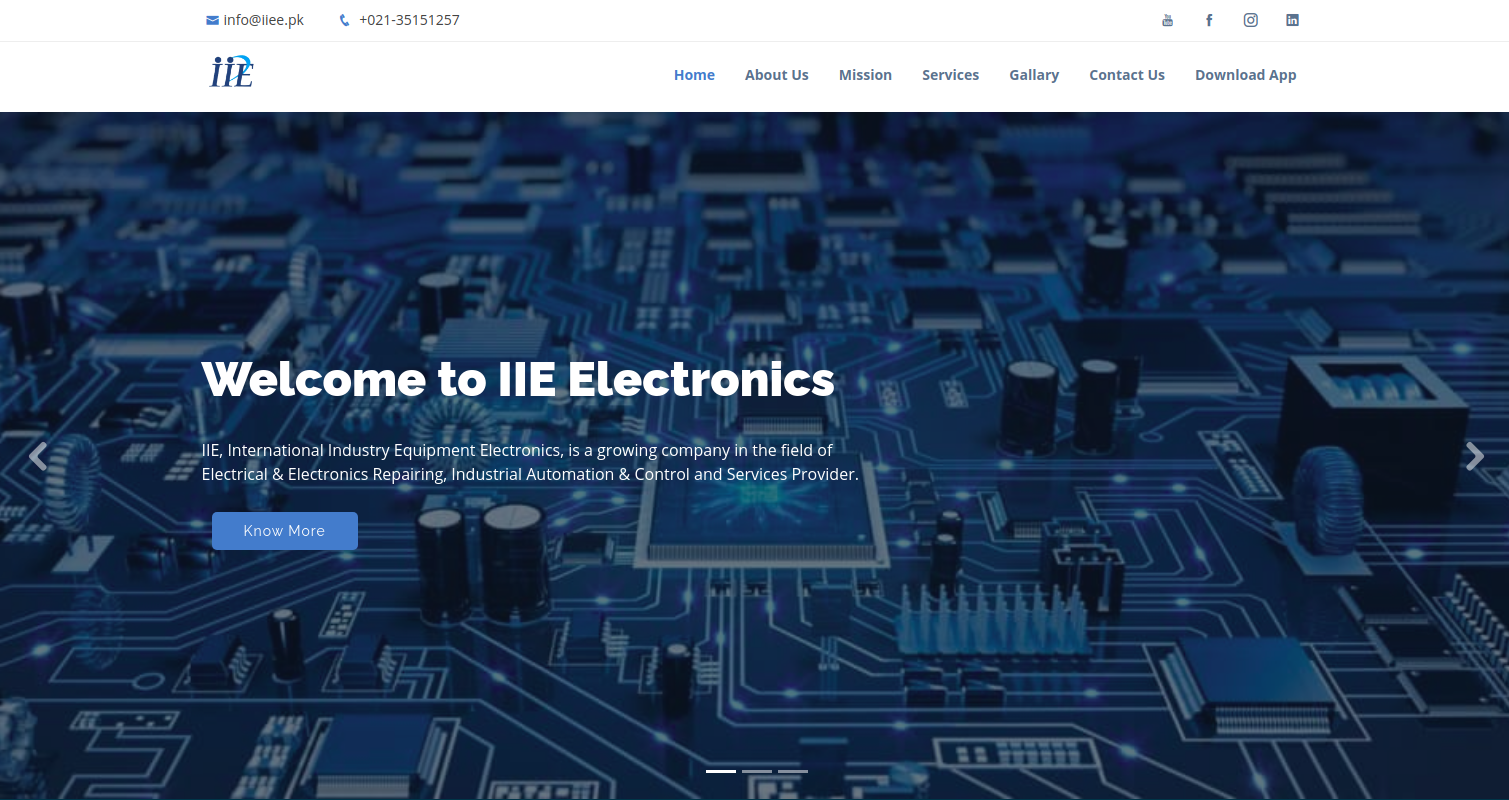 info@iiee.pk +021-35151257
IIE
Home About Us Mission Services Gallary Contact Us Download App
Welcome to IIE Electronics
IIE, International Industry Equipment Electronics, is a growing company in the field of
Electrical & Electronics Repairing, Industrial Automation & Control and Services Provider.
Know More